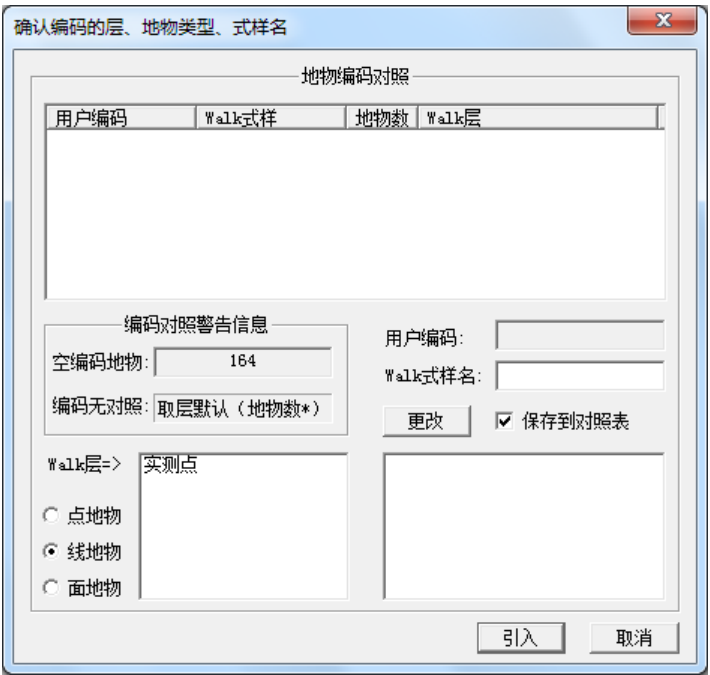 确认编码的层、地物类型、式样名
地物编码对照
用户编码 Walk式样 地物数 Walk层
编码对照警告信息
空编码地物: 164
编码无对照: 取层默认（地物数*）
用户编码:
Walk式样名:
更改 保存到对照表
Walk层=> 实测点
点地物
线地物
面地物
引入 取消